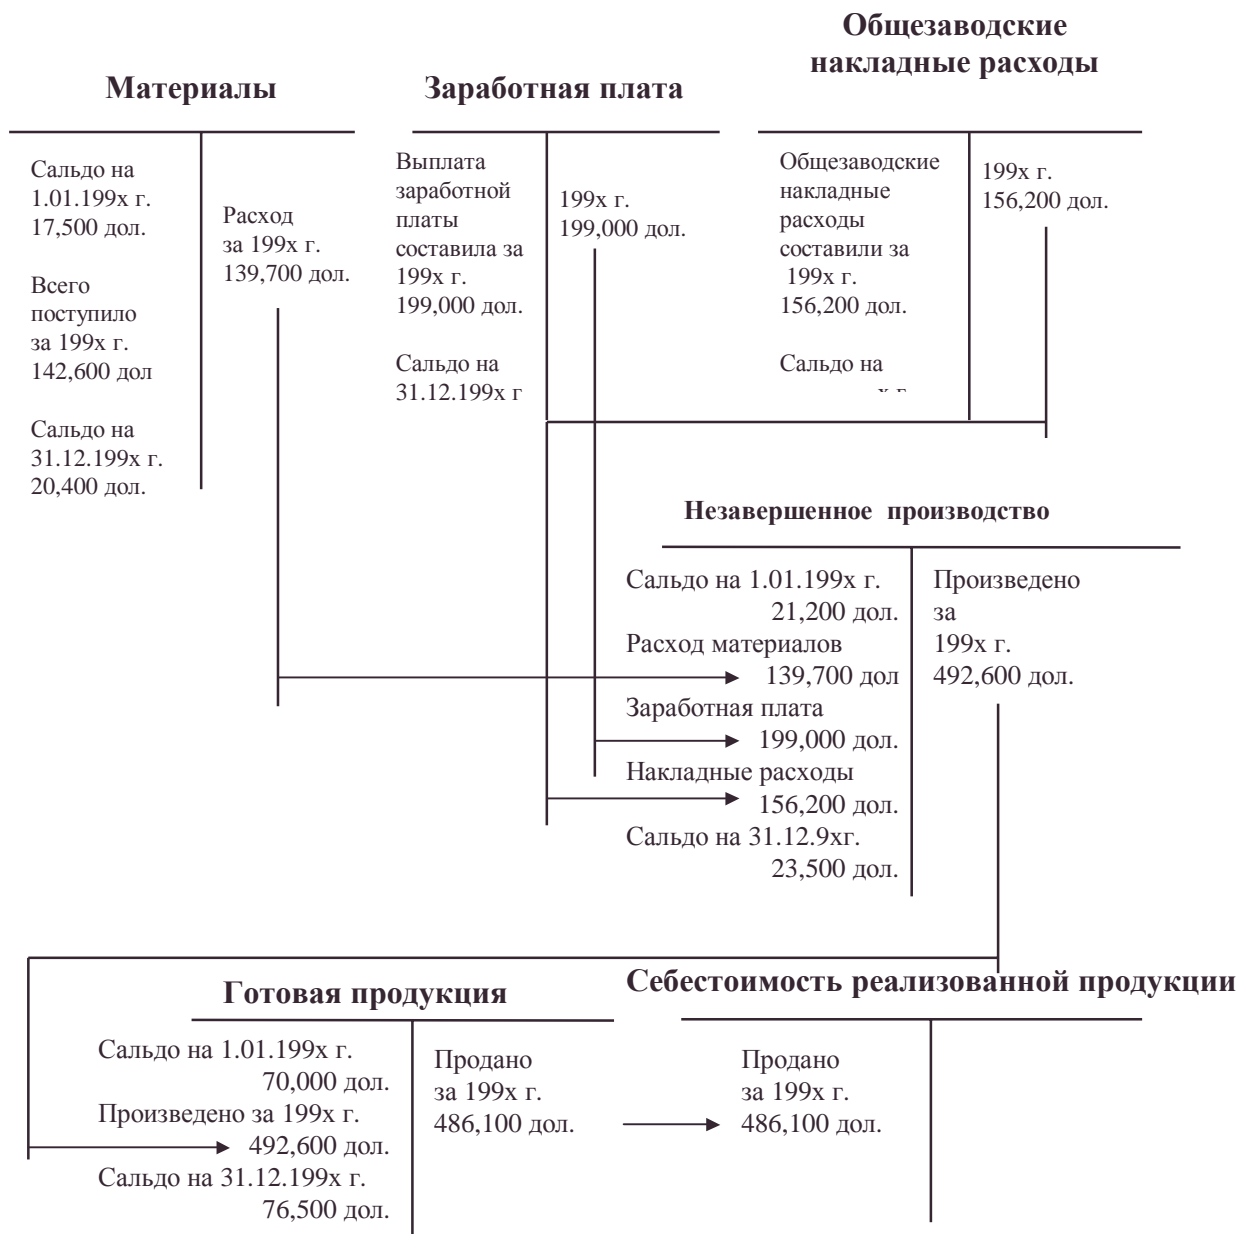 Общезаводские
накладные расходы
Материалы
Заработная плата
Сальдо на
1.01.199х г.
17,500 дол.
Всего
поступило
за 199х г.
142,600 дол
Сальдо на
31.12.199х г.
20,400 дол.
Расход
за 199х г.
139,700 дол.
Выплата
заработной
платы
составила за
199х г.
199,000 дол.
Сальдо на
31.12.199х г
199х г.
199,000 дол.
Общезаводские
накладные
расходы
составили за
199х г.
156,200 дол.
Сальдо на
х г
199х г.
156,200 дол.
Незавершенное производство
Сальдо на 1.01.199х г.
21,200 дол.
Расход материалов
139,700 дол
Заработная плата
199,000 дол.
Накладные расходы
156,200 дол.
Сальдо на 31.12.9хг.
23,500 дол.
Произведено
за
199х г.
492,600 дол.
Готовая продукция
Сальдо на 1.01.199х г.
70,000 дол.
Произведено за 199х г.
492,600 дол.
Сальдо на 31.12.199х г.
76,500 дол.
Продано
за 199х г.
486,100 дол.
Себестоимость реализованной продукции
Продано
за 199х г.
486,100 дол.